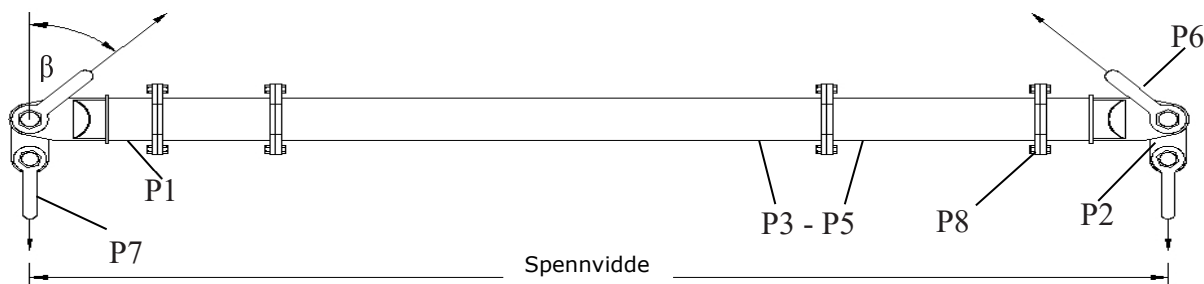 β
P6
P1
P3 - P5
P8
P2
P7
Spennvidde